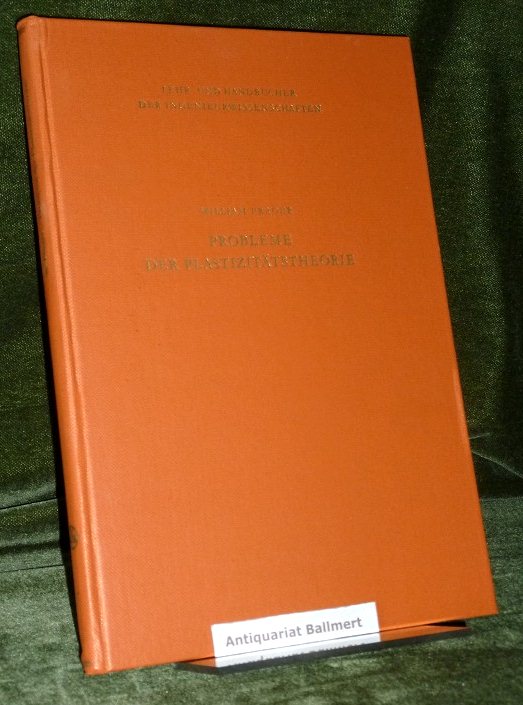 LEHR- UND HANDBÜCHER
DER INGENIEURWISSENSCHAFTEN
WILLIAM PRAGER
PROBLEME
DER PLASTIZITÄTSTHEORIE
Antiquariat Ballmert